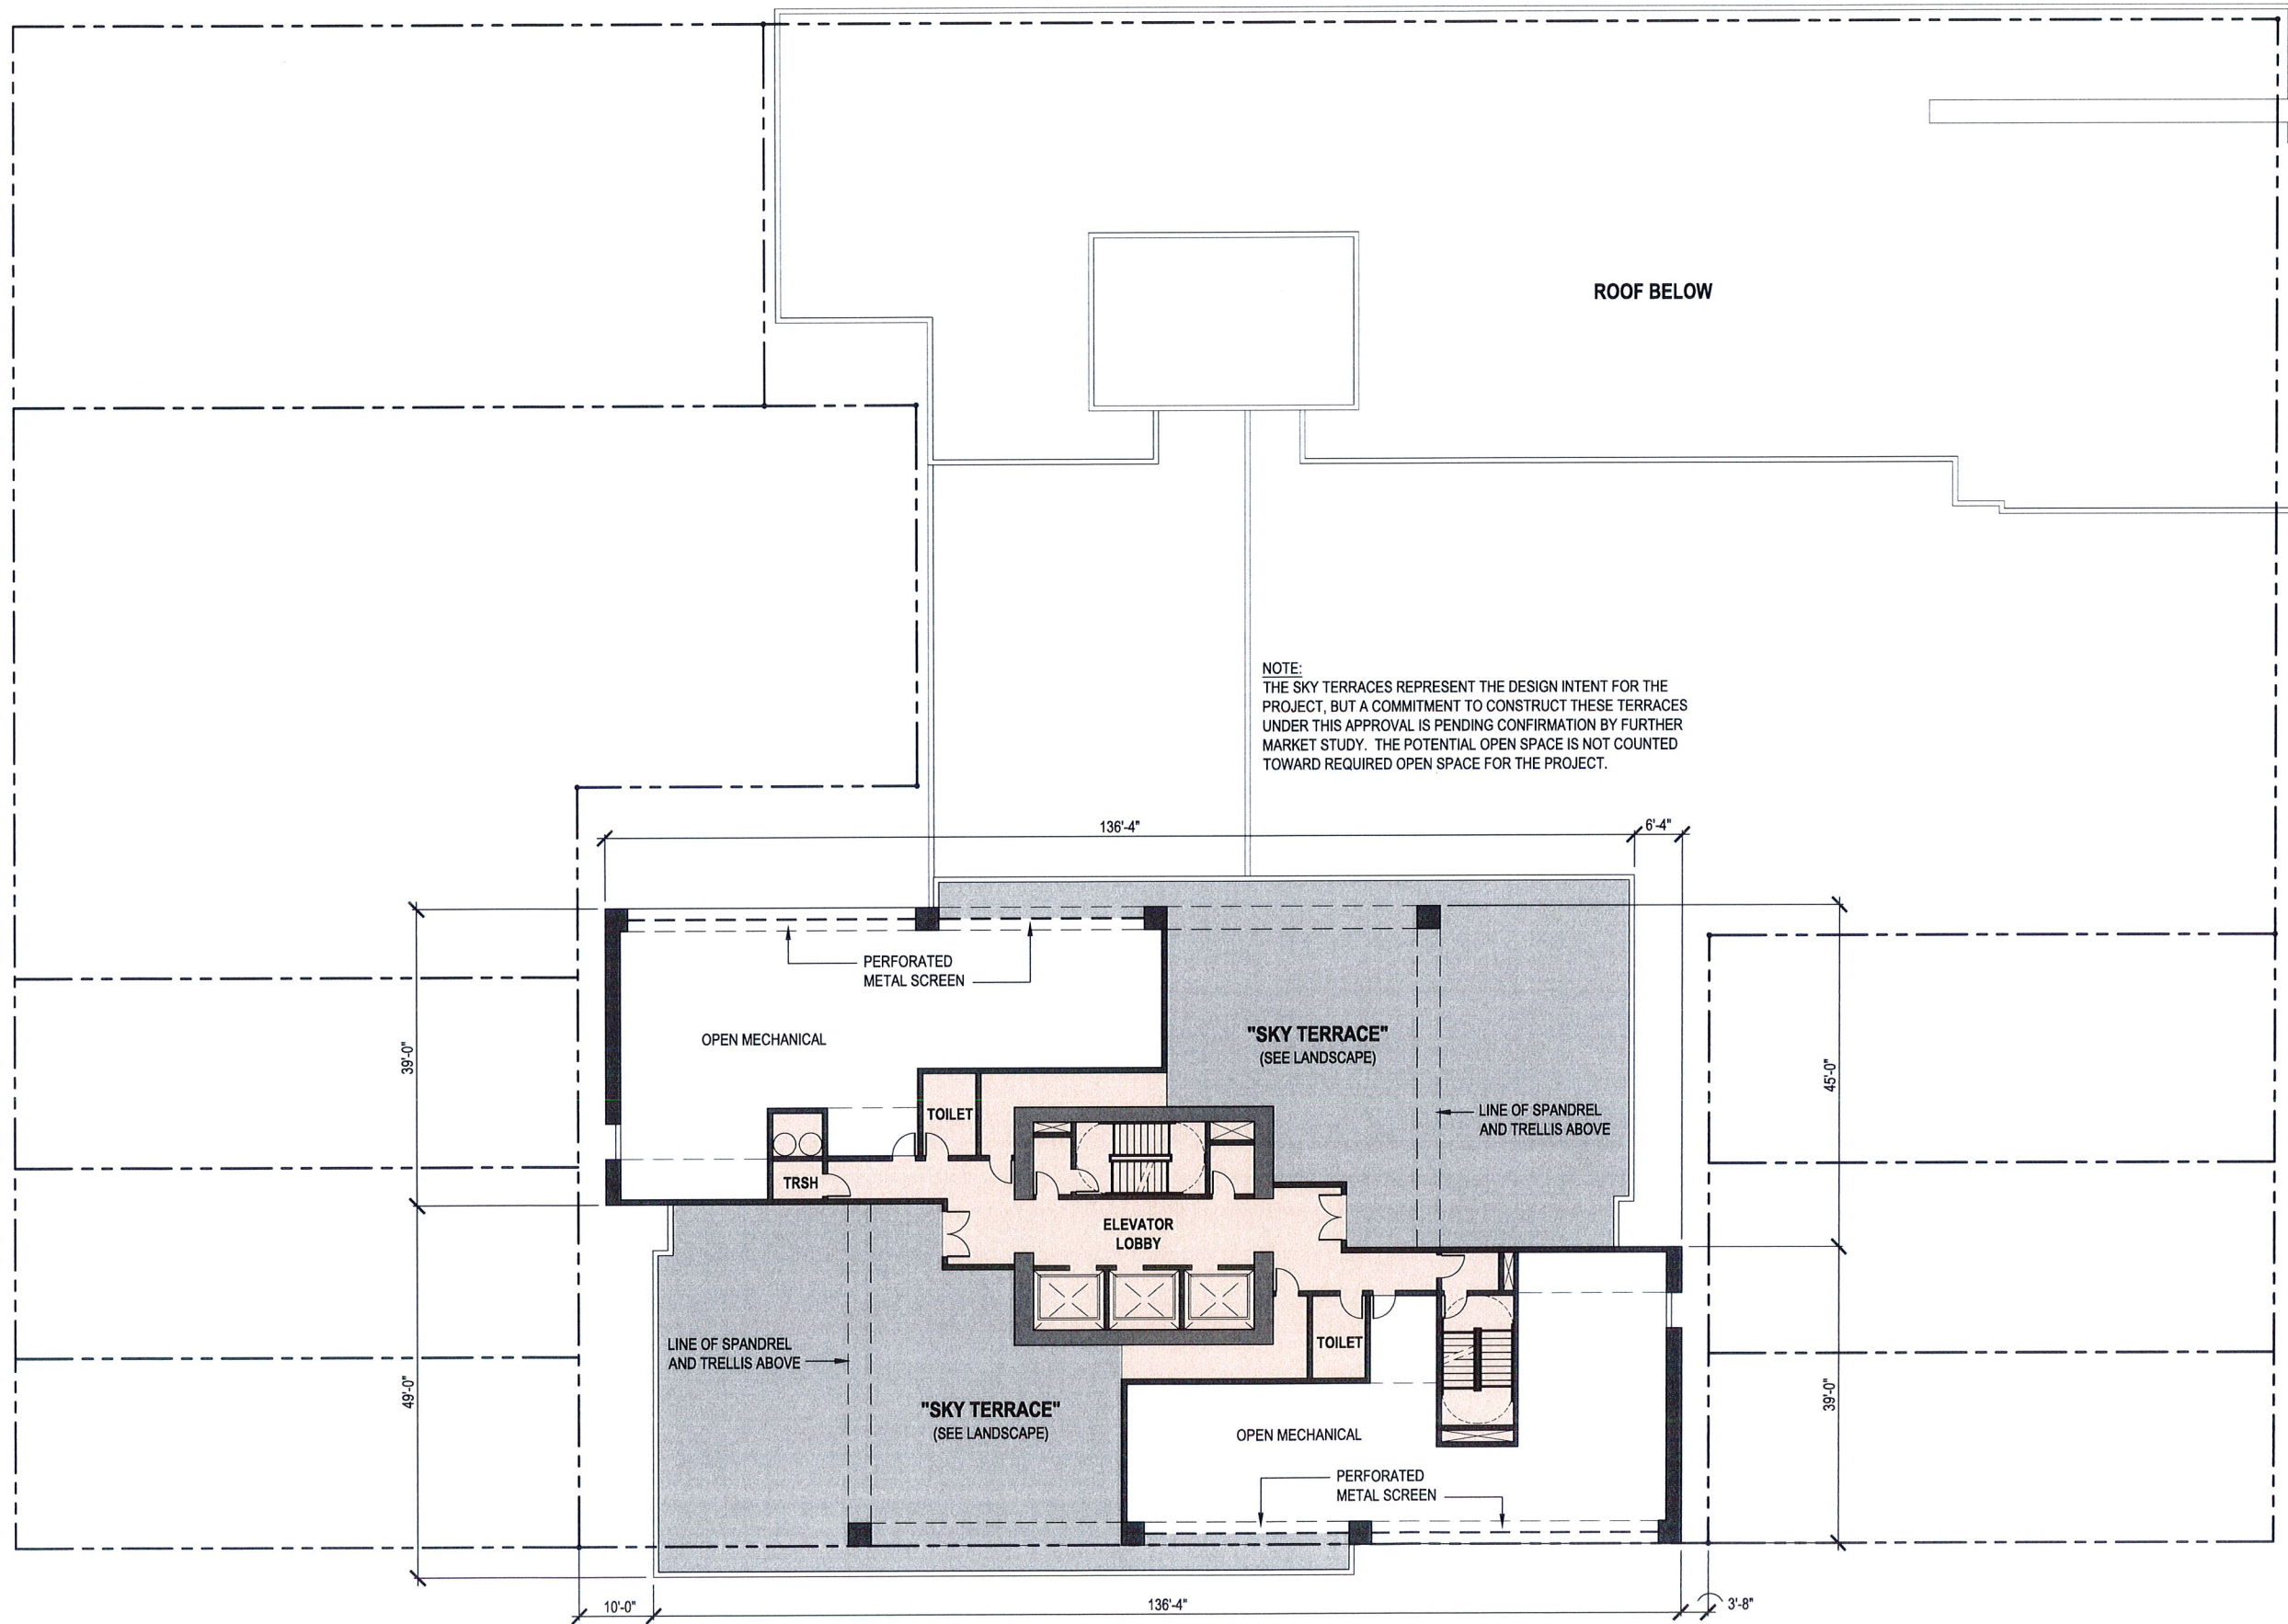 ROOF BELOW
NOTE:
THE SKY TERRACES REPRESENT THE DESIGN INTENT FOR THE
PROJECT, BUT A COMMITMENT TO CONSTRUCT THESE TERRACES
UNDER THIS APPROVAL IS PENDING CONFIRMATION BY FURTHER
MARKET STUDY. THE POTENTIAL OPEN SPACE IS NOT COUNTED
TOWARD REQUIRED OPEN SPACE FOR THE PROJECT.
136'-4"
6'-4"
PERFORATED
METAL SCREEN
OPEN MECHANICAL
"SKY TERRACE"
(SEE LANDSCAPE)
39'-0"
45'-0"
TOILET
LINE OF SPANDREL
AND TRELLIS ABOVE
TRSH
ELEVATOR
LOBBY
LINE OF SPANDREL
AND TRELLIS ABOVE
TOILET
49'-0"
39'-0"
"SKY TERRACE"
(SEE LANDSCAPE)
OPEN MECHANICAL
PERFORATED
METAL SCREEN
10'-0"
136'-4"
3'-8"